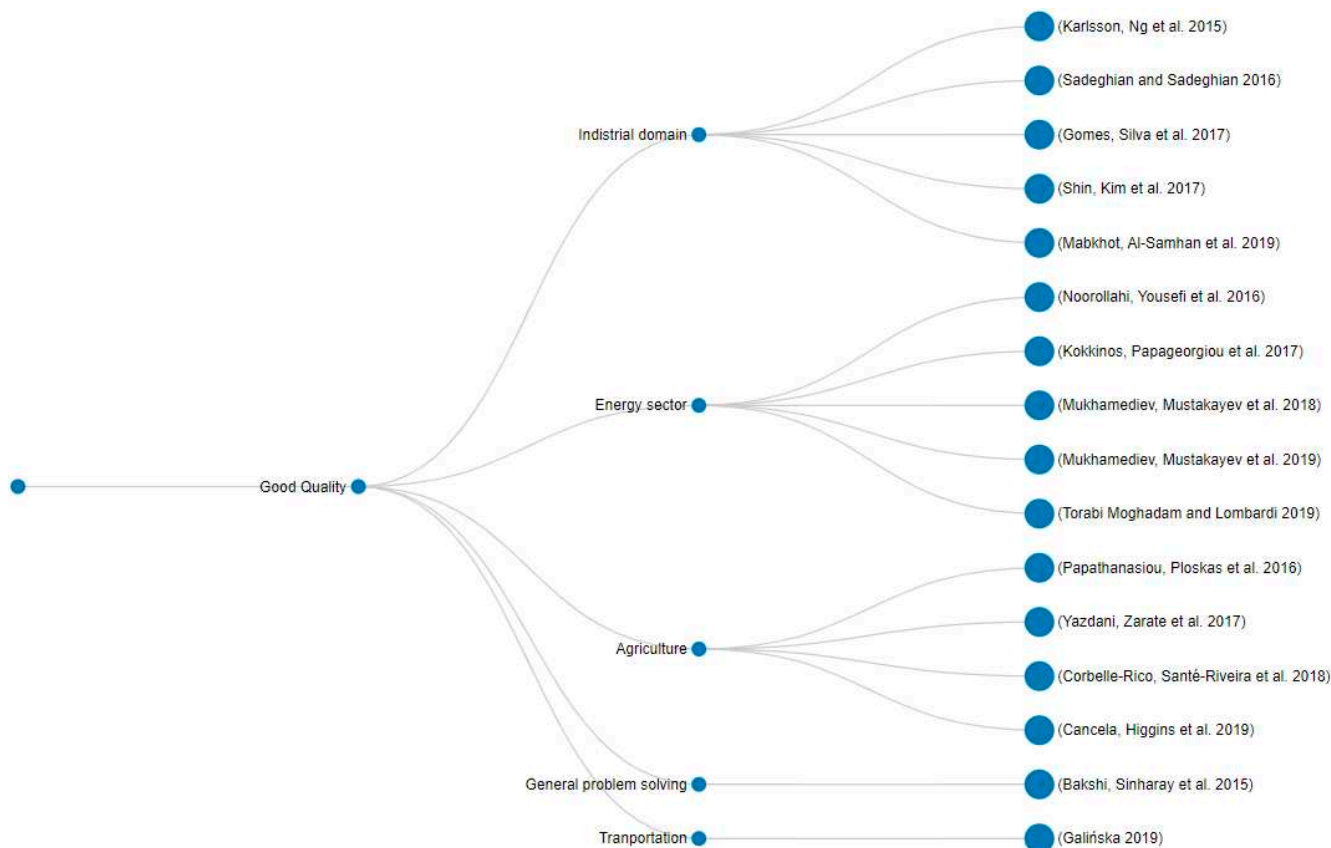 (Karlsson, Ng et al. 2015)
(Sadeghian and Sadeghian 2016)
Indistrial domain
(Gomes, Silva et al. 2017)
(Shin, Kim et al. 2017)
(Mabkhot, Al-Samhan et al. 2019)
(Noorollahi, Yousefi et al. 2016)
(Kokkinos, Papageorgiou et al. 2017)
Energy sector
(Mukhamediev, Mustakayev et al. 2018)
(Mukhamediev, Mustakayev et al. 2019)
Good Quality
(Torabi Moghadam and Lombardi 2019)
(Papathanasiou, Ploskas et al. 2016)
(Yazdani, Zarate et al. 2017)
Agriculture
(Corbelle-Rico, Santé-Riveira et al. 2018)
(Cancela, Higgins et al. 2019)
General problem solving
(Bakshi, Sinharay et al. 2015)
Tranportation
(Galińska 2019)